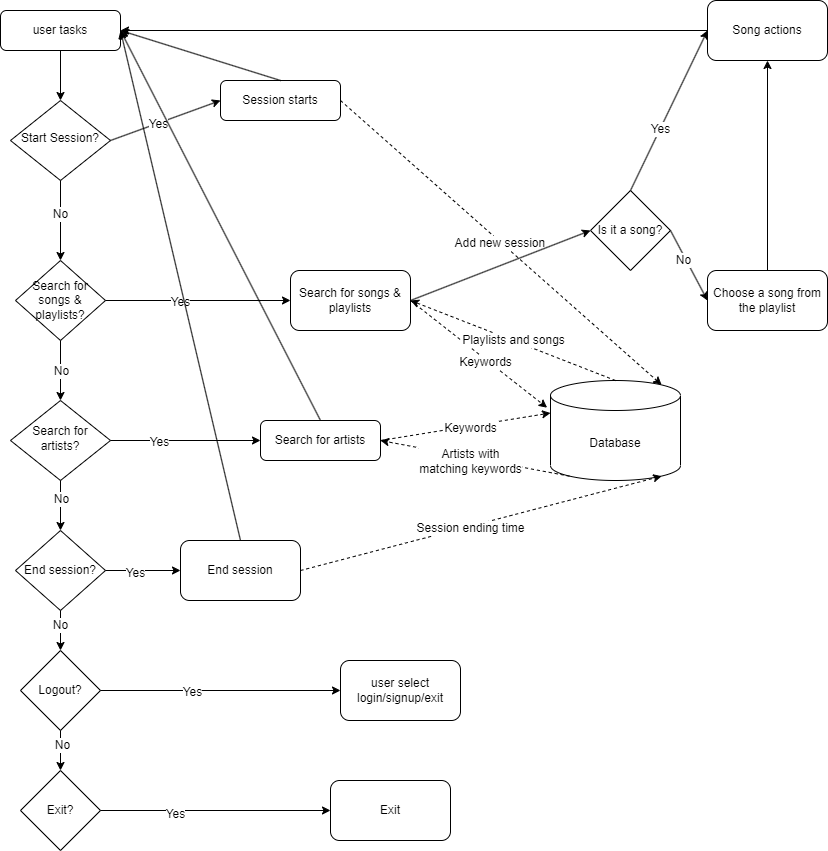 user tasks
Song actions
Session starts
Start Session?
Yes
Yes
No
Is it a song?
Add new session
No
Search for
songs &
playlists?
Yes
Search for songs &
playlists
Choose a song from
the playlist
Playlists and songs
Keywords
No
Search for
artists?
Yes
Search for artists
Keywords
Artists with
matching keywords
Database
No
Session ending time
End session?
Yes
End session
No
Logout?
Yes
user select
login/signup/exit
No
Exit?
Yes
Exit